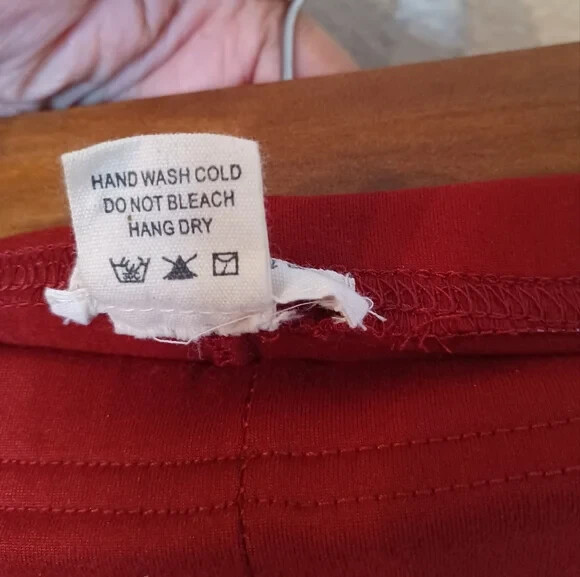 HAND WASH COLD
DO NOT BLEACH
HANG DRY